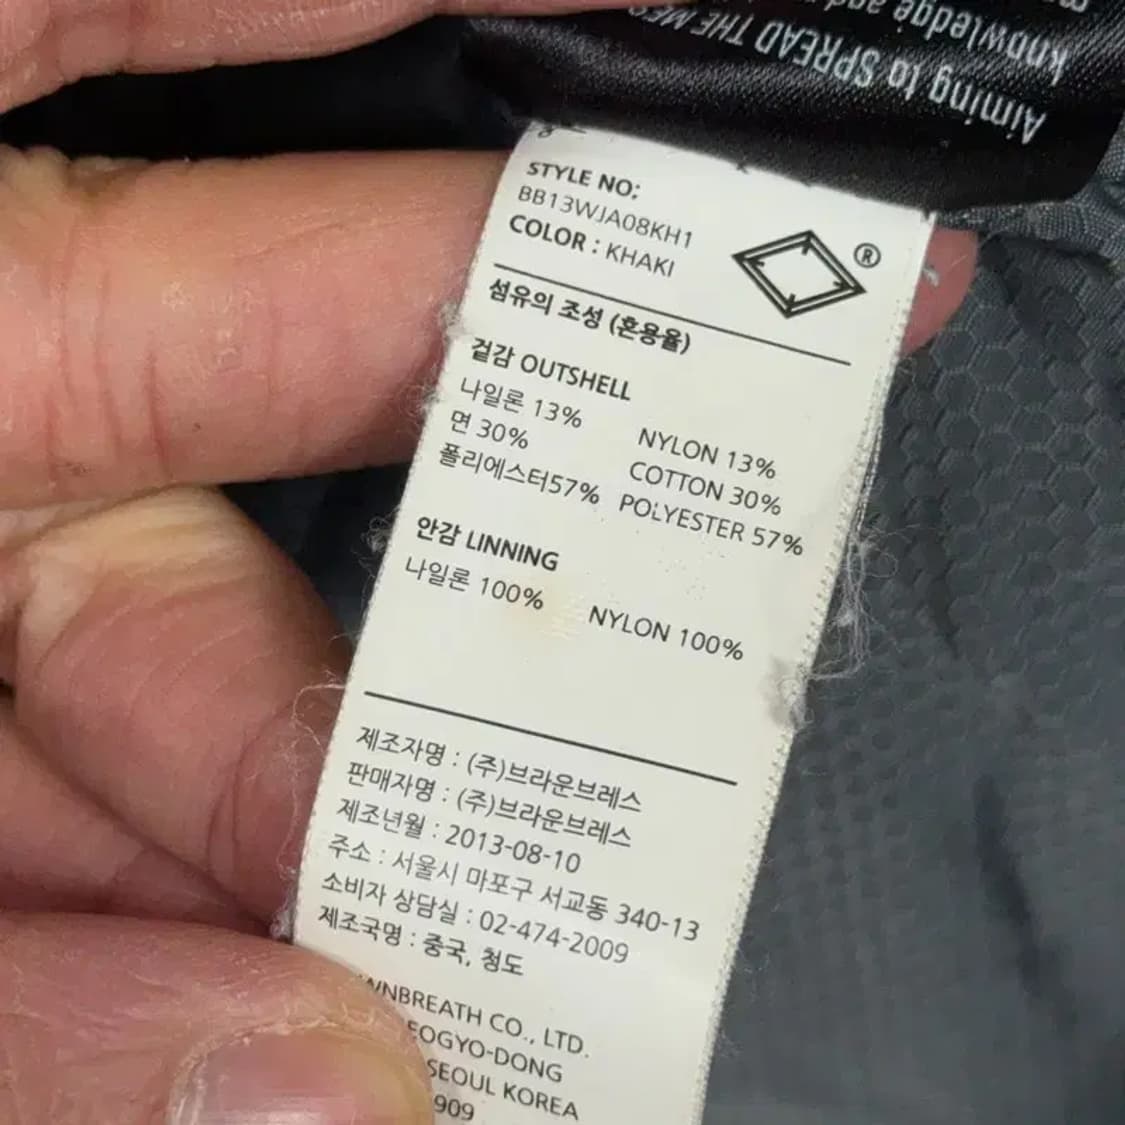 Aiming to SPREAD THE
knowledge and
STYLE NO:
BB13WJA08KH1
COLOR : KHAKI
®
섬유의 조성 (혼용율)
겉감 OUTSHELL
나일론 13% NYLON 13%
면 30% COTTON 30%
폴리에스터57% POLYESTER 57%
안감 LINNING
나일론 100% NYLON 100%
제조자명 : (주)브라운브레스
판매자명 : (주)브라운브레스
제조년월 : 2013-08-10
주소 : 서울시 마포구 서교동 340-13
소비자 상담실 : 02-474-2009
제조국명 : 중국, 청도
WNBREATH CO., LTD.
EOGYO-DONG
SEOUL KOREA
909